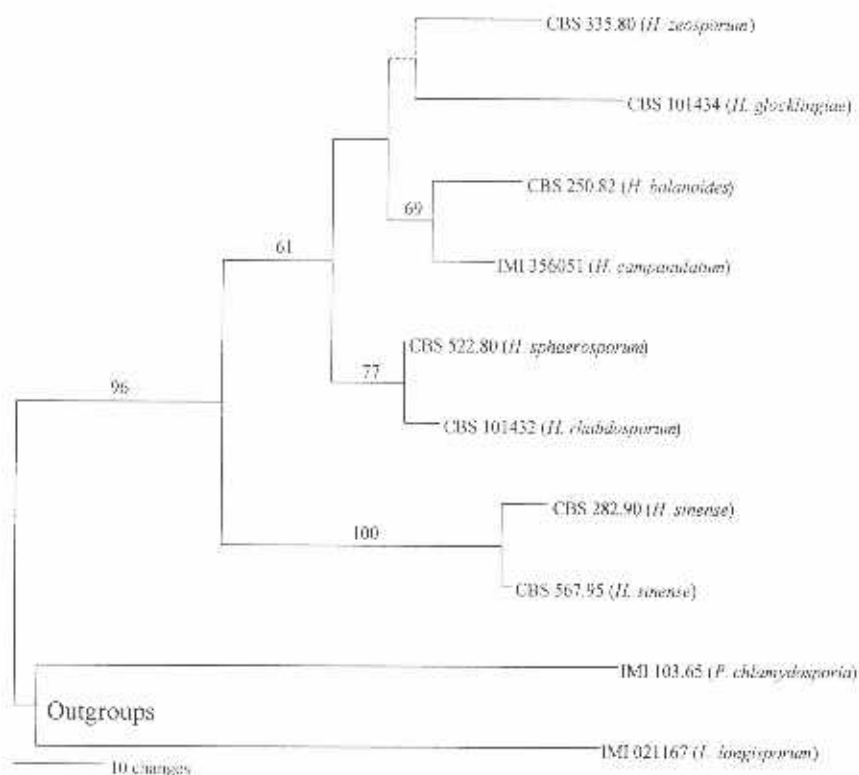 CBS 335.80 (H. zeosporum)
CBS 101434 (H. glocklingiae)
CBS 250.82 (H. balanoides)
69
61
IMI 356051 (H. campanulatum)
CBS 522.80 (H. sphaerosporum)
77
96
CBS 101432 (H. rhabdosporum)
CBS 282.90 (H. sinense)
100
CBS 567.95 (H. sinense)
IMI 103.65 (P. chlamydosporia)
Outgroups
IMI 021167 (longisporum)
10 changes